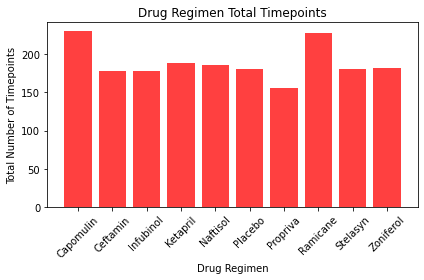 Drug Regimen Total Timepoints
Total Number of Timepoints
200
150
100
50
0
Capomulin
Ceftamin
Infubinol
Ketapril
Naftisol
Placebo
Propriva
Ramicane
Stelasyn
Zoniferol
Drug Regimen